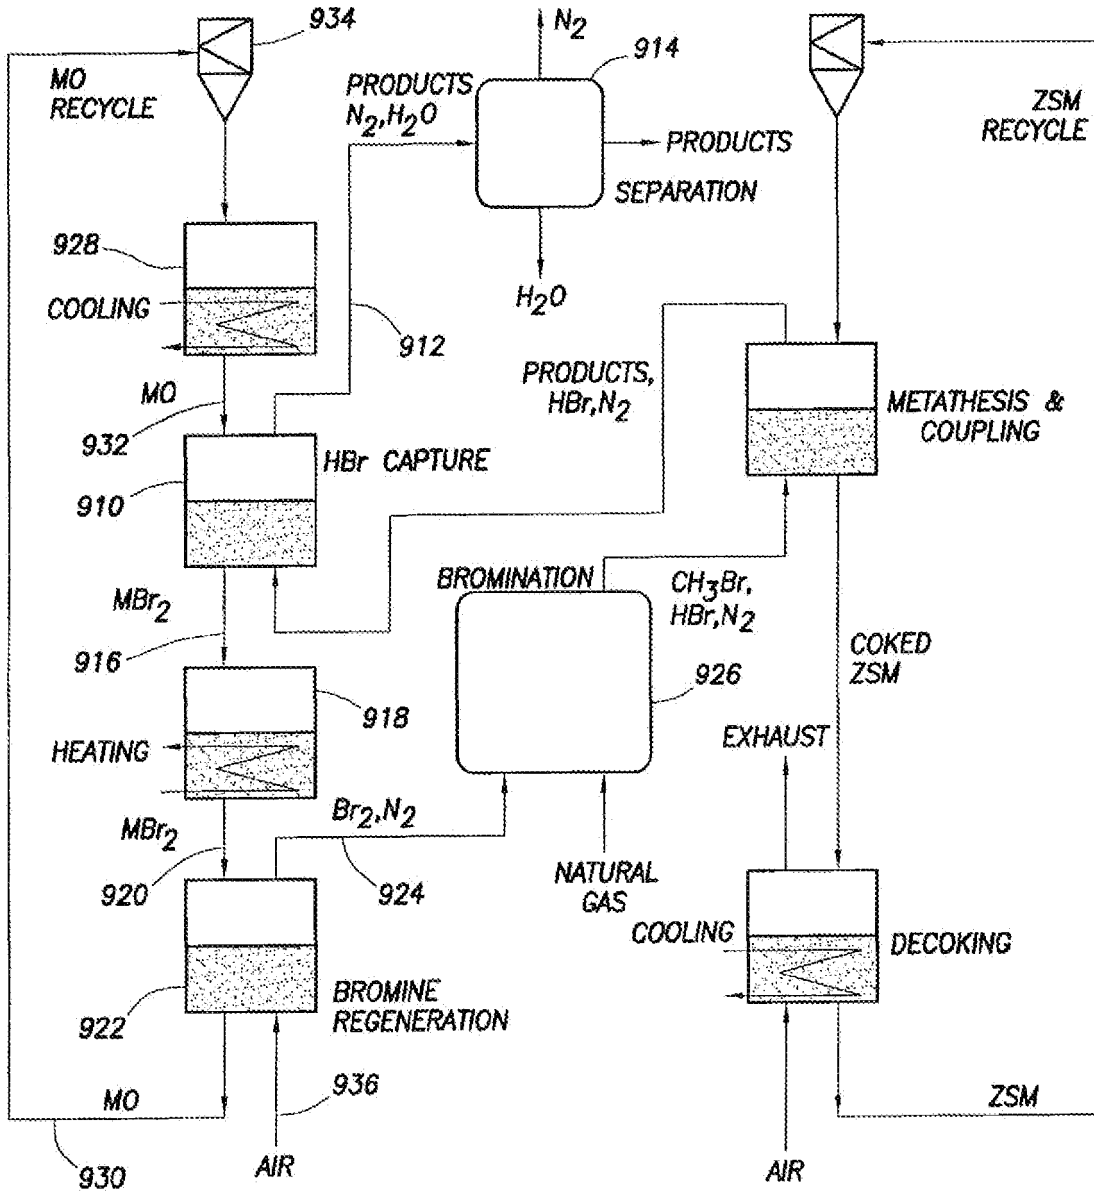 934
N2
914
MO
RECYCLE
PRODUCTS
N2,H2O
ZSM
RECYCLE
PRODUCTS
SEPARATION
928
COOLING
H2O
912
MO
PRODUCTS,
HBr,N2
METATHESIS &
COUPLING
932
HBr CAPTURE
910
BROMINATION
CH3Br,
HBr,N2
MBr2
916
COKED
ZSM
926
918
HEATING
EXHAUST
Br2,N2
MBr2
920
924
NATURAL
GAS
COOLING
DECOKING
BROMINE
REGENERATION
922
936
MO
ZSM
930
AIR
AIR